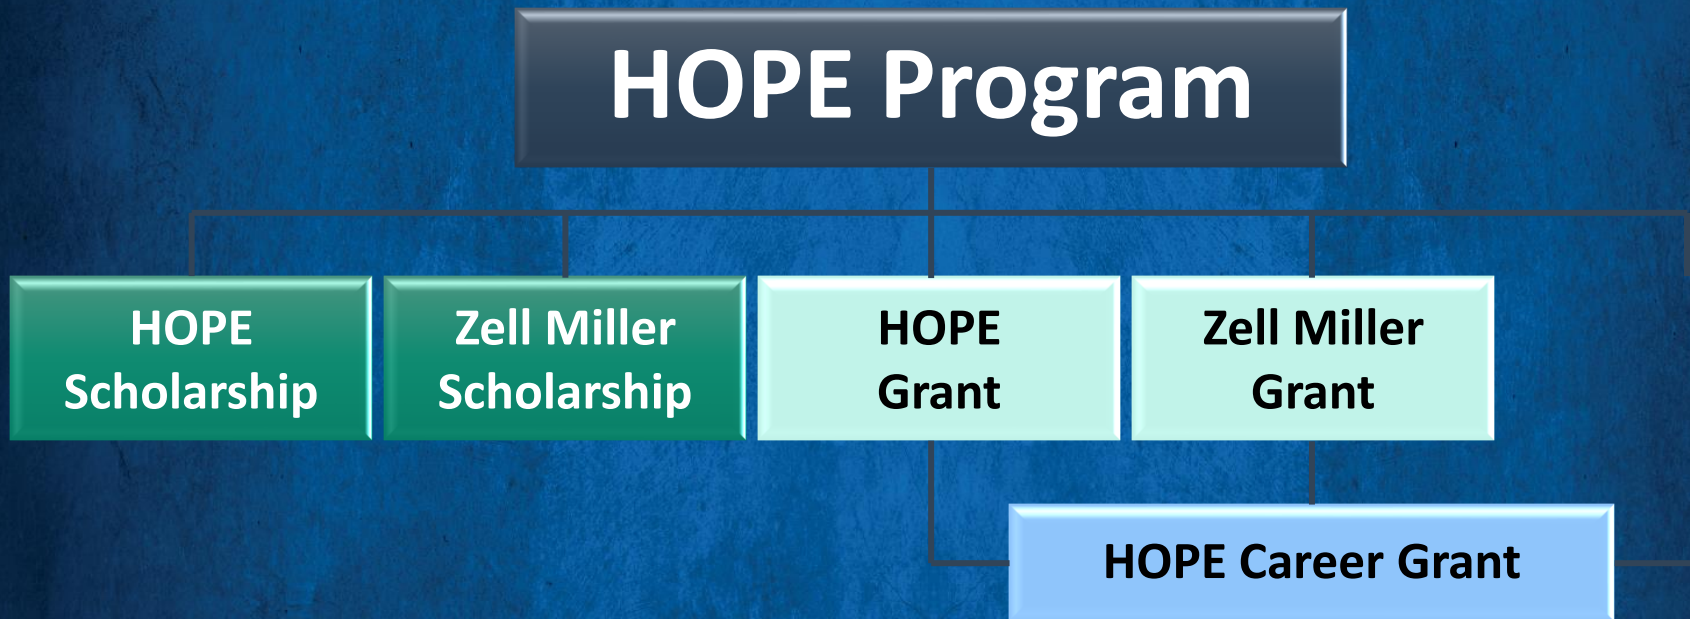 HOPE Program
HOPE
Scholarship
Zell Miller
Scholarship
HOPE
Grant
Zell Miller
Grant
HOPE Career Grant